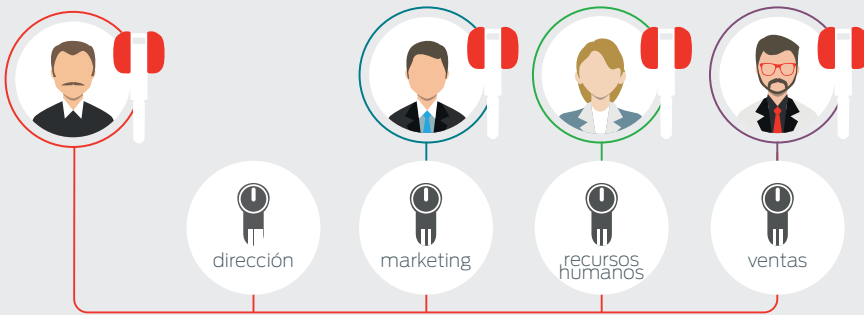 dirección
marketing
recursos
humanos
ventas